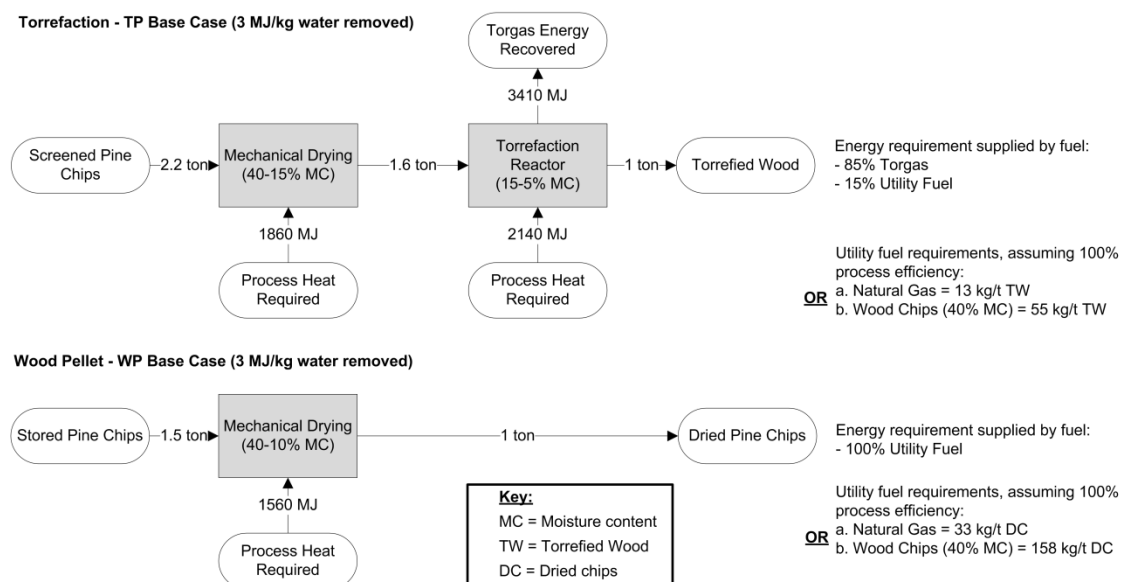 Torrefaction - TP Base Case (3 MJ/kg water removed)
Torgas Energy
Recovered
3410 MJ
Screened Pine
Chips
2.2 ton
Mechanical Drying
(40-15% MC)
1.6 ton
Torrefaction
Reactor
(15-5% MC)
1 ton
Torrefied Wood
1860 MJ
2140 MJ
Process Heat
Required
Process Heat
Required
Energy requirement supplied by fuel:
- 85% Torgas
- 15% Utility Fuel
Utility fuel requirements, assuming 100%
process efficiency:
a. Natural Gas = 13 kg/t TW
OR
b. Wood Chips (40% MC) = 55 kg/t TW
Wood Pellet - WP Base Case (3 MJ/kg water removed)
Stored Pine Chips
1.5 ton
Mechanical Drying
(40-10% MC)
1 ton
Dried Pine Chips
1560 MJ
Process Heat
Required
Energy requirement supplied by fuel:
- 100% Utility Fuel
Utility fuel requirements, assuming 100%
process efficiency:
a. Natural Gas = 33 kg/t DC
OR
b. Wood Chips (40% MC) = 158 kg/t DC
Key:
MC = Moisture content
TW = Torrefied Wood
DC = Dried chips